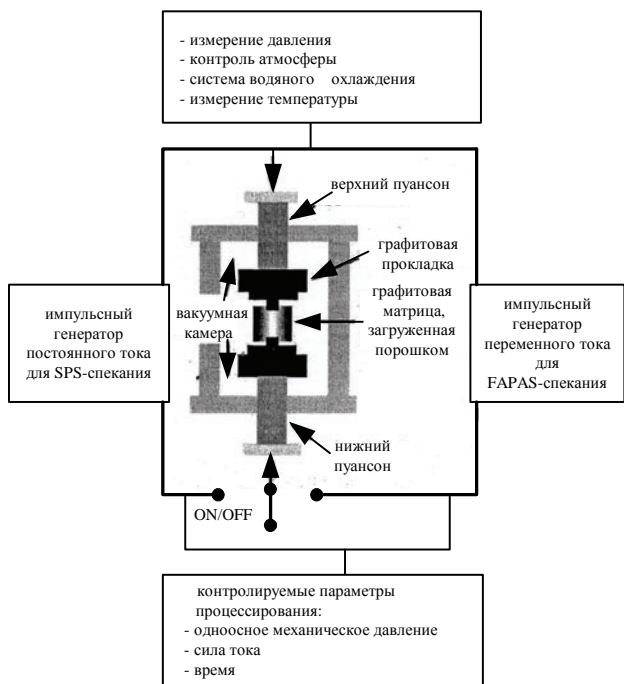 - измерение давления
- контроль атмосферы
- система водяного охлаждения
- измерение температуры
верхний пуансон
графитовая
прокладка
графитовая
матрица,
загруженная
порошком
вакуумная
камера
импульсный
генератор
постоянного тока
для SPS-спекания
импульсный
генератор
переменного тока
для
FAPAS-спекания
нижний
пуансон
ON/OFF
контролируемые параметры
процессирования:
- одноосное механическое давление
- сила тока
- время